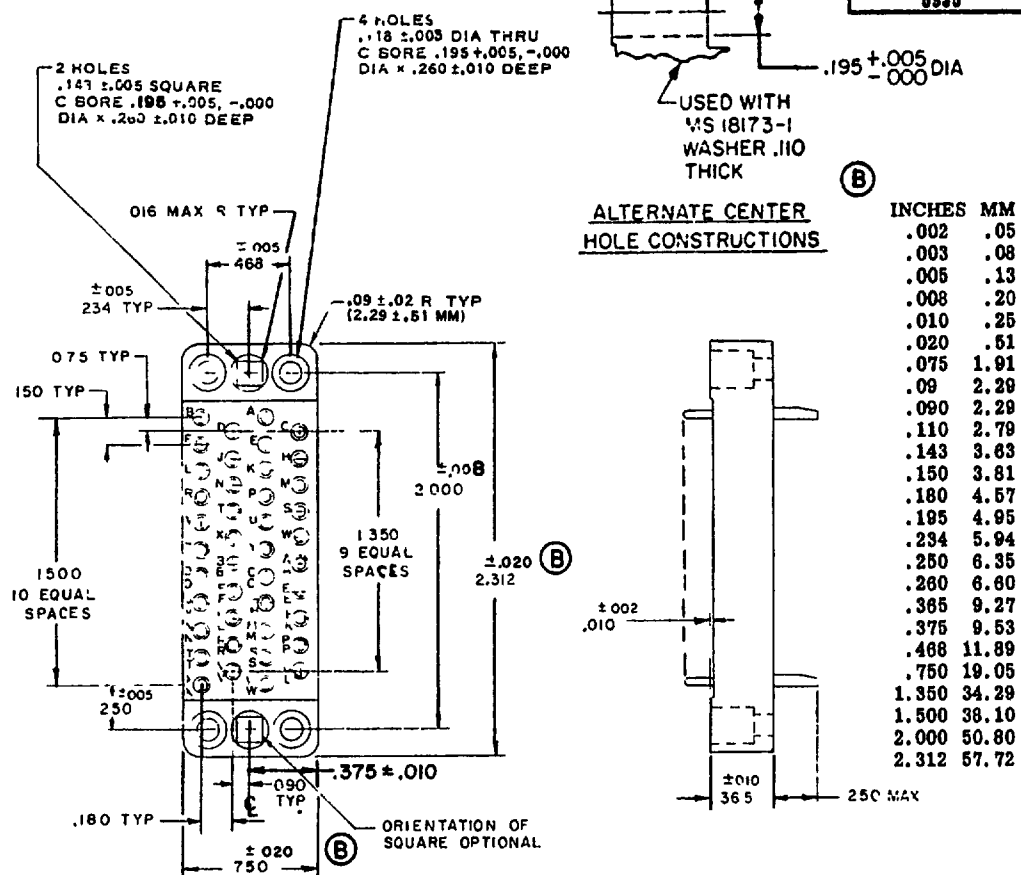 4 HOLES
.118 ±.003 DIA THRU
C BORE .195 +.005, -.000
DIA × .260 ±.010 DEEP
2 HOLES
.143 ±.005 SQUARE
C BORE .195 +.005, -.000
DIA × .260 ±.010 DEEP
.195 +.005
-.000 DIA
USED WITH
MS 18173-1
WASHER .110
THICK
B
ALTERNATE CENTER
HOLE CONSTRUCTIONS
016 MAX R TYP
±.005
468
±.005
234 TYP
.09 ±.02 R TYP
(2.29 ±.51 MM)
075 TYP
150 TYP
B A
D C
F E
J H
L K
N M
R P
T S
U
X W
±.008
2 000
1 350
9 EQUAL
SPACES
±.020 B
2.312
1500
10 EQUAL
SPACES
±.005
250
.375 ±.010
090
TYP
.180 TYP
ORIENTATION OF
SQUARE OPTIONAL
B
±.020
750
±.002
.010
±010
365
250 MAX
INCHES MM
.002 .05
.003 .08
.005 .13
.008 .20
.010 .25
.020 .51
.075 1.91
.09 2.29
.090 2.29
.110 2.79
.143 3.63
.150 3.81
.180 4.57
.195 4.95
.234 5.94
.250 6.35
.260 6.60
.365 9.27
.375 9.53
.468 11.89
.750 19.05
1.350 34.29
1.500 38.10
2.000 50.80
2.312 57.72